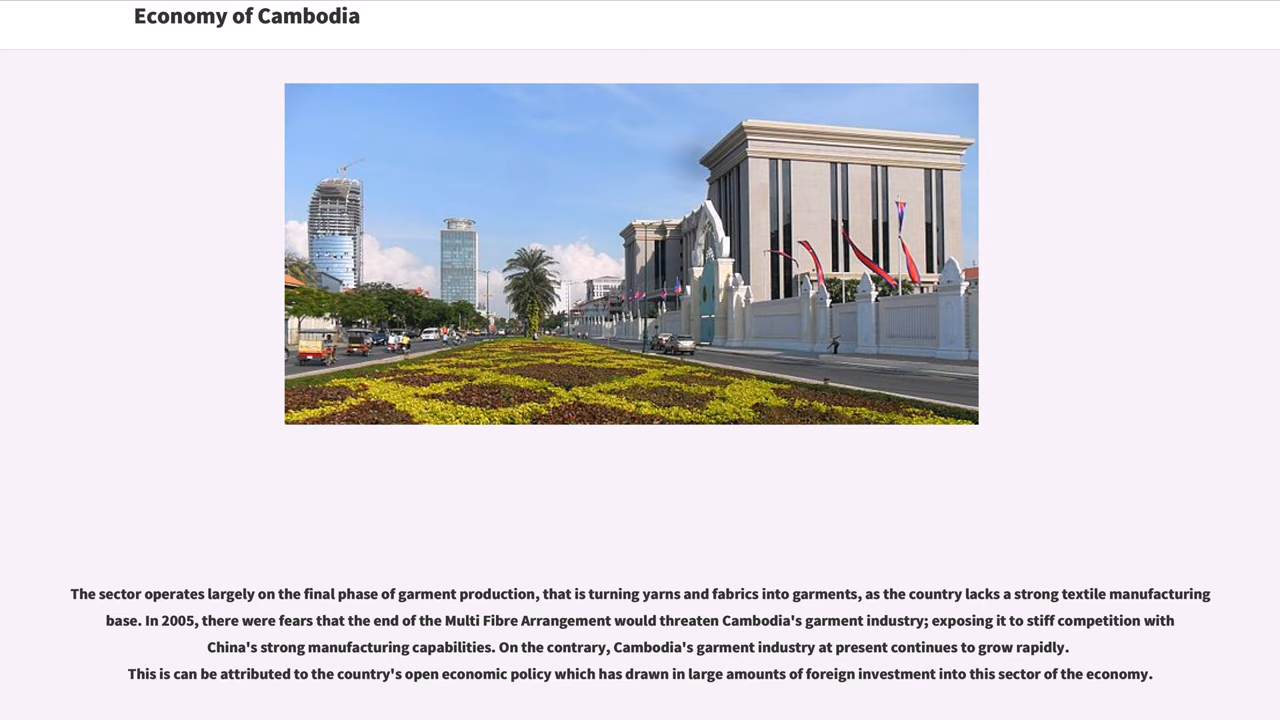 Economy of Cambodia
The sector operates largely on the final phase of garment production, that is turning yarns and fabrics into garments, as the country lacks a strong textile manufacturing
base. In 2005, there were fears that the end of the Multi Fibre Arrangement would threaten Cambodia's garment industry; exposing it to stiff competition with
China's strong manufacturing capabilities. On the contrary, Cambodia's garment industry at present continues to grow rapidly.
This is can be attributed to the country's open economic policy which has drawn in large amounts of foreign investment into this sector of the economy.